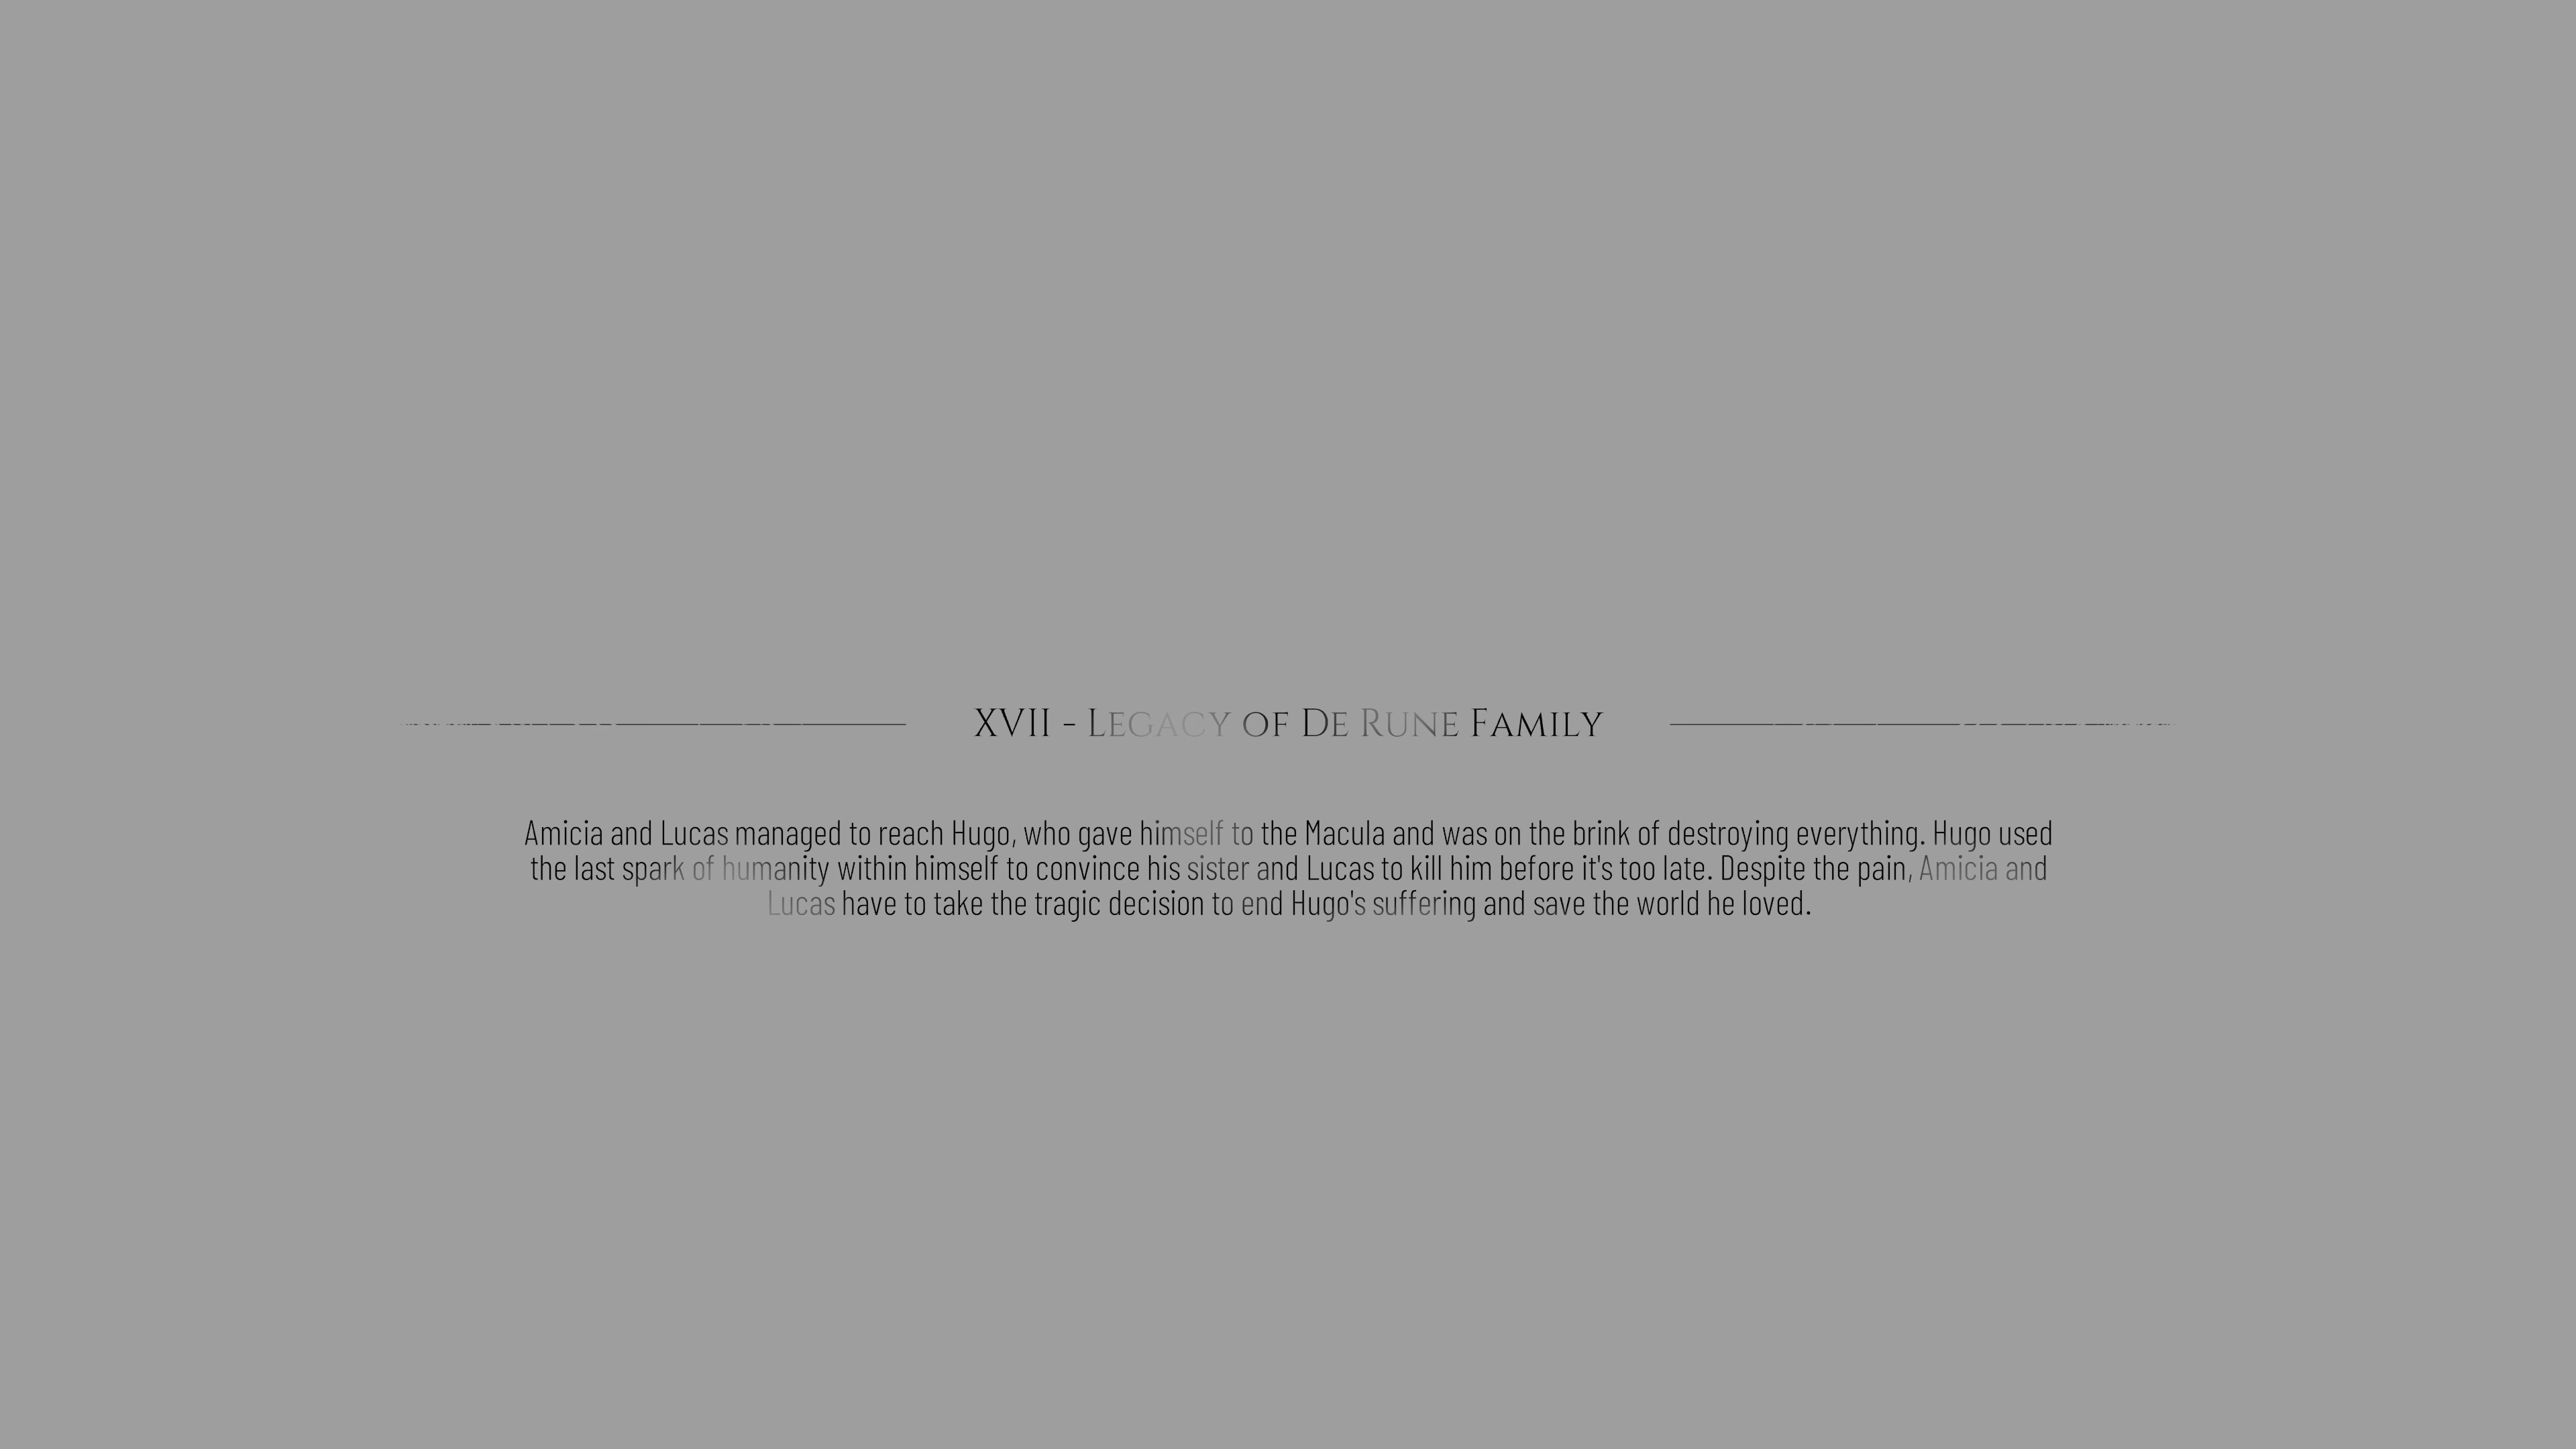 XVII - Legacy of De Rune Family
Amicia and Lucas managed to reach Hugo, who gave himself to the Macula and was on the brink of destroying everything. Hugo used
the last spark of humanity within himself to convince his sister and Lucas to kill him before it's too late. Despite the pain, Amicia and
Lucas have to take the tragic decision to end Hugo's suffering and save the world he loved.